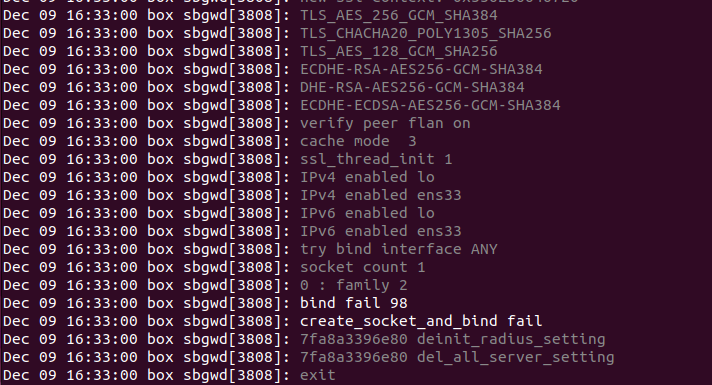 Dec 09 16:33:00 box sbgwd[3808]: TLS_AES_256_GCM_SHA384
Dec 09 16:33:00 box sbgwd[3808]: TLS_CHACHA20_POLY1305_SHA256
Dec 09 16:33:00 box sbgwd[3808]: TLS_AES_128_GCM_SHA256
Dec 09 16:33:00 box sbgwd[3808]: ECDHE-RSA-AES256-GCM-SHA384
Dec 09 16:33:00 box sbgwd[3808]: DHE-RSA-AES256-GCM-SHA384
Dec 09 16:33:00 box sbgwd[3808]: ECDHE-ECDSA-AES256-GCM-SHA384
Dec 09 16:33:00 box sbgwd[3808]: verify peer flan on
Dec 09 16:33:00 box sbgwd[3808]: cache mode  3
Dec 09 16:33:00 box sbgwd[3808]: ssl_thread_init 1
Dec 09 16:33:00 box sbgwd[3808]: IPv4 enabled lo
Dec 09 16:33:00 box sbgwd[3808]: IPv4 enabled ens33
Dec 09 16:33:00 box sbgwd[3808]: IPv6 enabled lo
Dec 09 16:33:00 box sbgwd[3808]: IPv6 enabled ens33
Dec 09 16:33:00 box sbgwd[3808]: try bind interface ANY
Dec 09 16:33:00 box sbgwd[3808]: socket count 1
Dec 09 16:33:00 box sbgwd[3808]: 0 : family 2
Dec 09 16:33:00 box sbgwd[3808]: bind fail 98
Dec 09 16:33:00 box sbgwd[3808]: create_socket_and_bind fail
Dec 09 16:33:00 box sbgwd[3808]: 7fa8a3396e80 deinit_radius_setting
Dec 09 16:33:00 box sbgwd[3808]: 7fa8a3396e80 del_all_server_setting
Dec 09 16:33:00 box sbgwd[3808]: exit